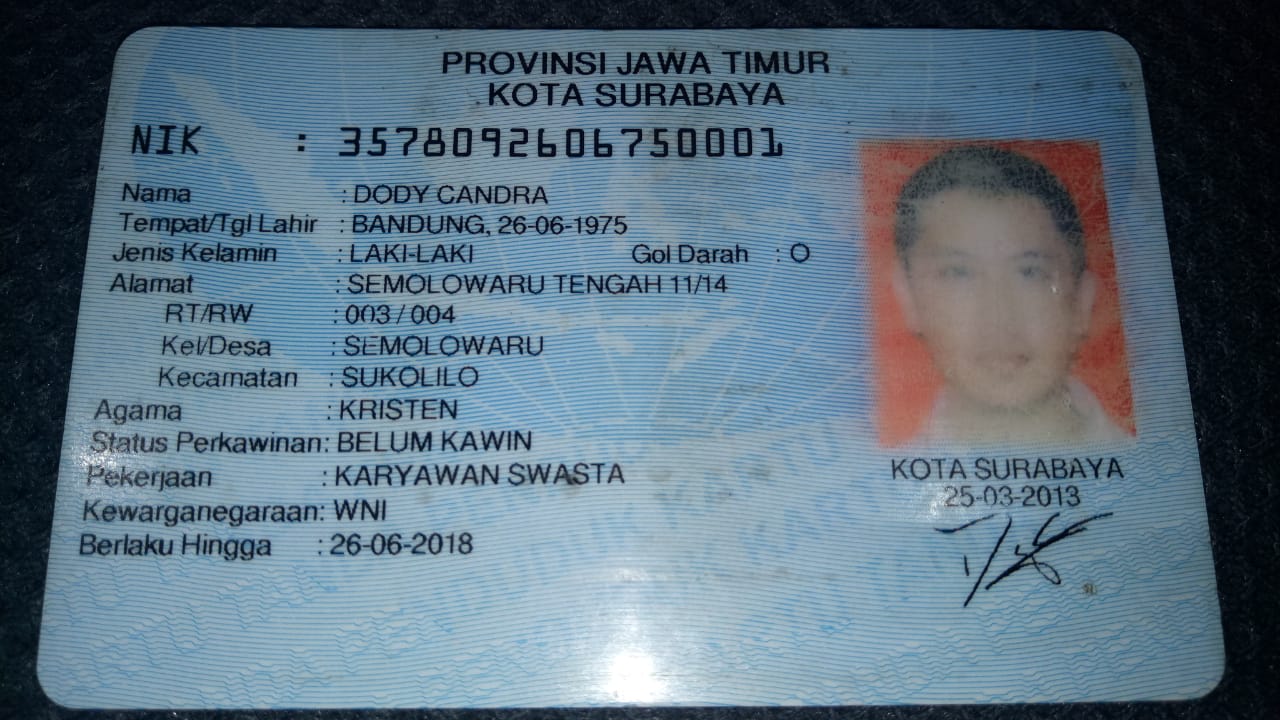 PROVINSI JAWA TIMUR
KOTA SURABAYA
NIK : 3578092606750001
Nama : DODY CANDRA
Tempat/Tgl Lahir : BANDUNG, 26-06-1975
Jenis Kelamin : LAKI-LAKI Gol Darah : O
Alamat : SEMOLOWARU TENGAH 11/14
RT/RW : 003 / 004
Kel/Desa : SEMOLOWARU
Kecamatan : SUKOLILO
Agama : KRISTEN
Status Perkawinan: BELUM KAWIN
Pekerjaan : KARYAWAN SWASTA
Kewarganegaraan: WNI
Berlaku Hingga : 26-06-2018
KOTA SURABAYA
25-03-2013